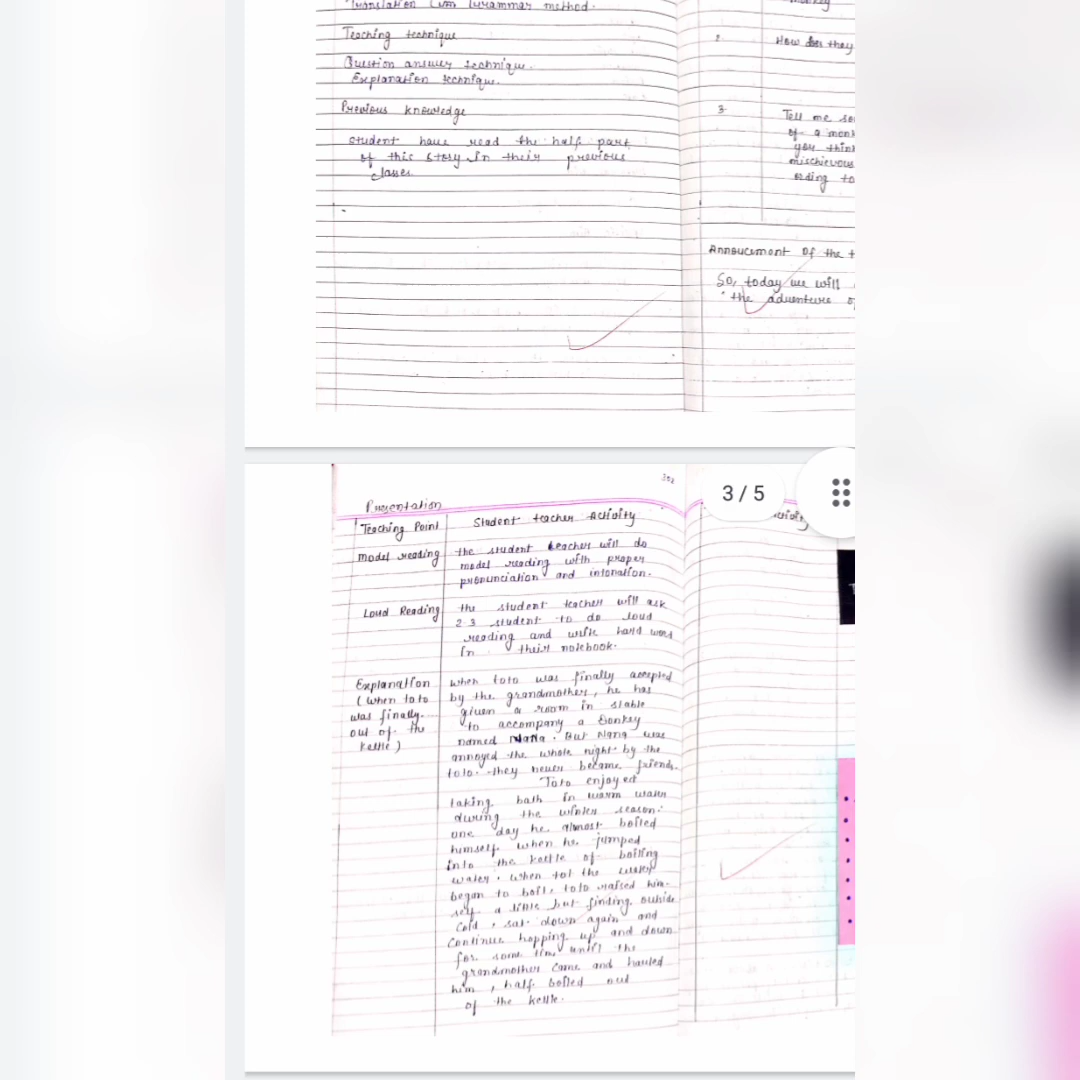 Translation cum Grammar method.
Teaching technique
Question answer technique.
Explanation technique.
Previous knowledge
Student have read the half part
of this story in their previous
classes.
2. How does they
3. Tell me so
of a monk
you think
mischievous
Annoucement of the t
So, today we will
the adventure of
3 / 5
Presentation
Teaching Point
Student teacher Activity
Model reading
the student teacher will do
model reading with proper
pronunciation and intonation.
Loud Reading
the student teacher will ask
2-3 student to do loud
reading and write hard word
in their notebook.
Explanation
(when toto
was finally
out of the
kettle)
when toto was finally accepted
by the grandmother, he has
given a room in stable
to accompany a Donkey
named Nana. But Nana was
annoyed the whole night by the
toto. they never became friends.
Toto enjoyed
taking bath in warm water
during the winter season.
one day he almost boiled
himself when he jumped
into the kettle of boiling
water. when tot the water
began to boil, toto raised him-
self a little but finding outside
cold, sat down again and
continue hopping up and down
for some time until the
grandmother came and hauled
him, half boiled out
of the kettle.